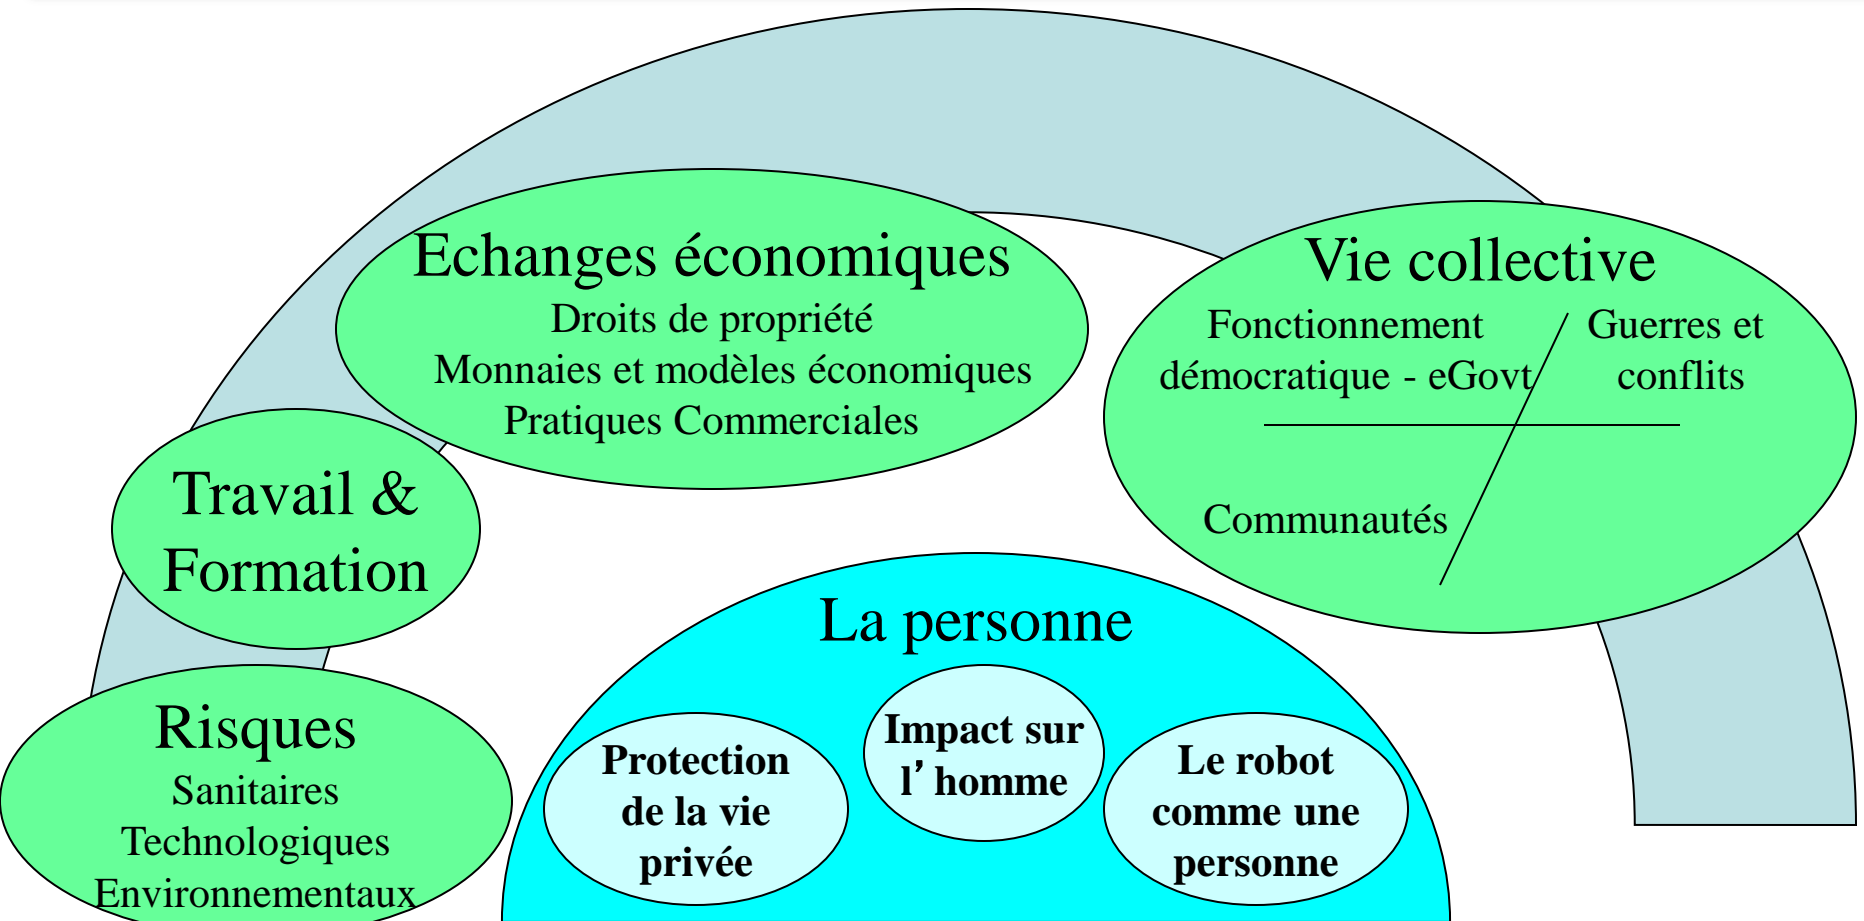 Echanges économiques
Droits de propriété
Monnaies et modèles économiques
Pratiques Commerciales
Vie collective
Fonctionnement
démocratique - eGovt
Guerres et
conflits
Communautés
Travail &
Formation
Risques
Sanitaires
Technologiques
Environnementaux
La personne
Protection
de la vie
privée
Impact sur
l’ homme
Le robot
comme une
personne